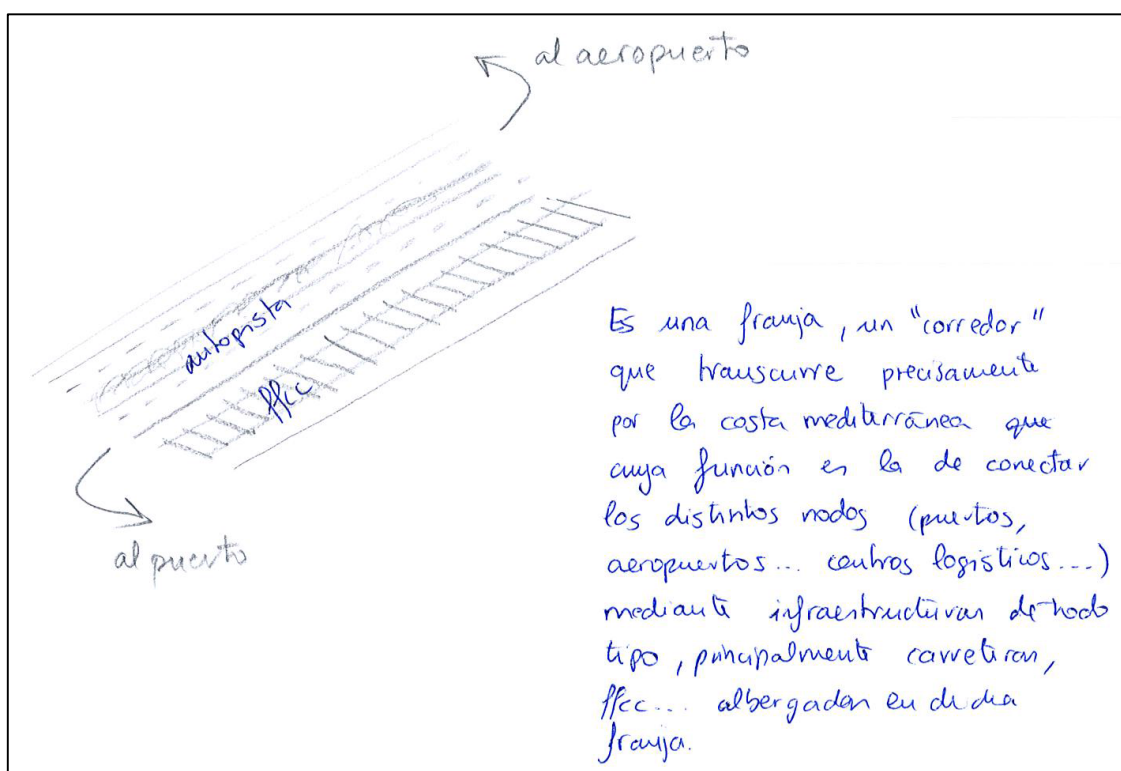 al aeropuerto
autopista
ffcc
al puerto
Es una franja, un "corredor"
que transcurre precisamente
por la costa mediterránea que
cuya función es la de conectar
los distintos nodos (puertos,
aeropuertos... centros logísticos...)
mediante infraestructuras de todo
tipo, principalmente carreteras,
ffcc... albergadas en dicha
franja.